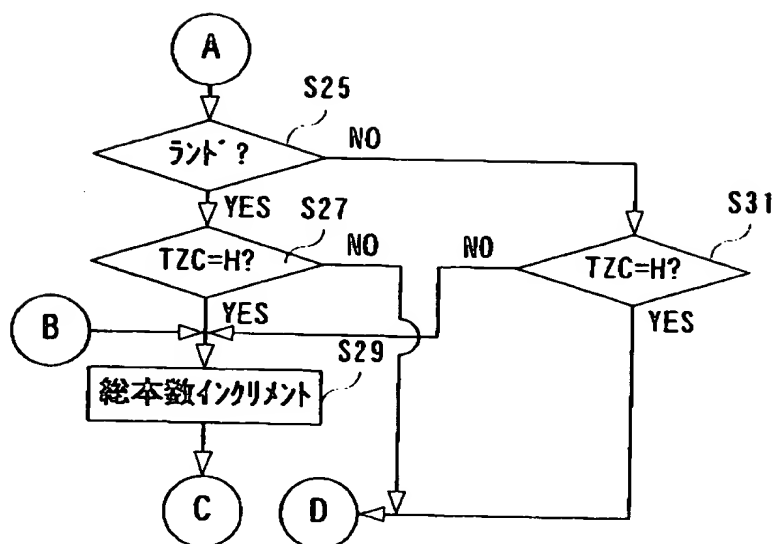 A
S25
ランド?
NO
YES
S27
S31
TZC=H?
NO
NO
TZC=H?
YES
YES
B
S29
総本数インクリメント
C
D